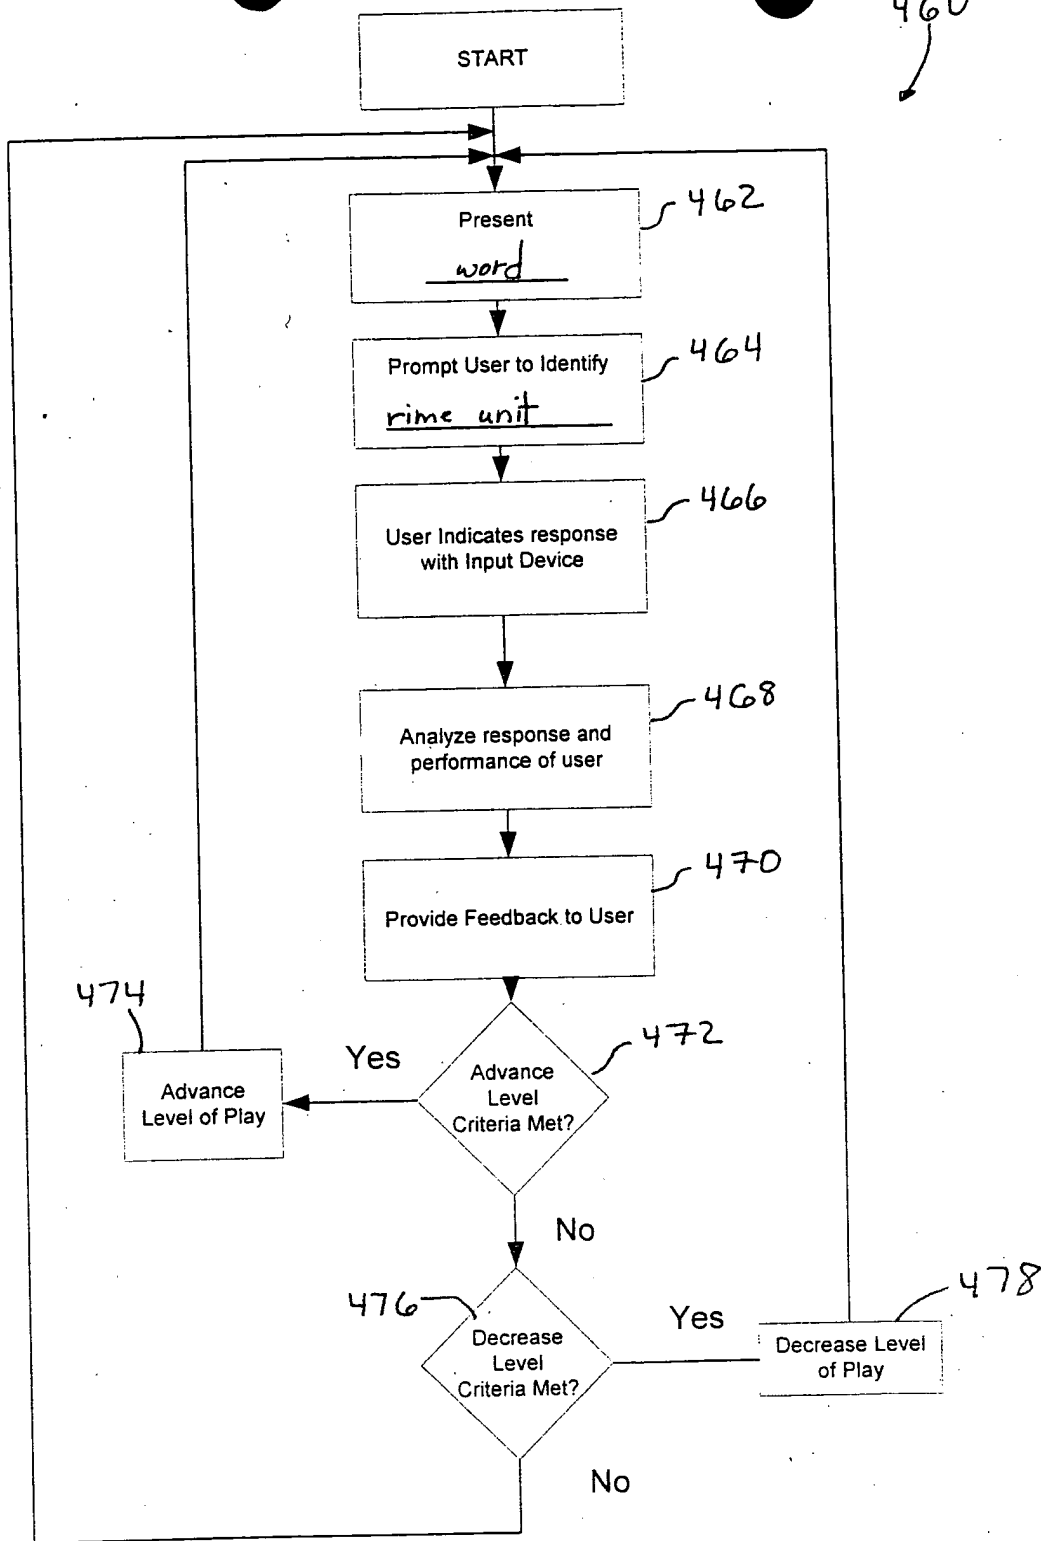 460
START
Present
word
462
Prompt User to Identify
rime unit
464
User Indicates response
with Input Device
466
Analyze response and
performance of user
468
Provide Feedback to User
470
474
Advance
Level of Play
Yes
Advance
Level
Criteria Met?
472
No
476
Decrease
Level
Criteria Met?
Yes
478
Decrease Level
of Play
No